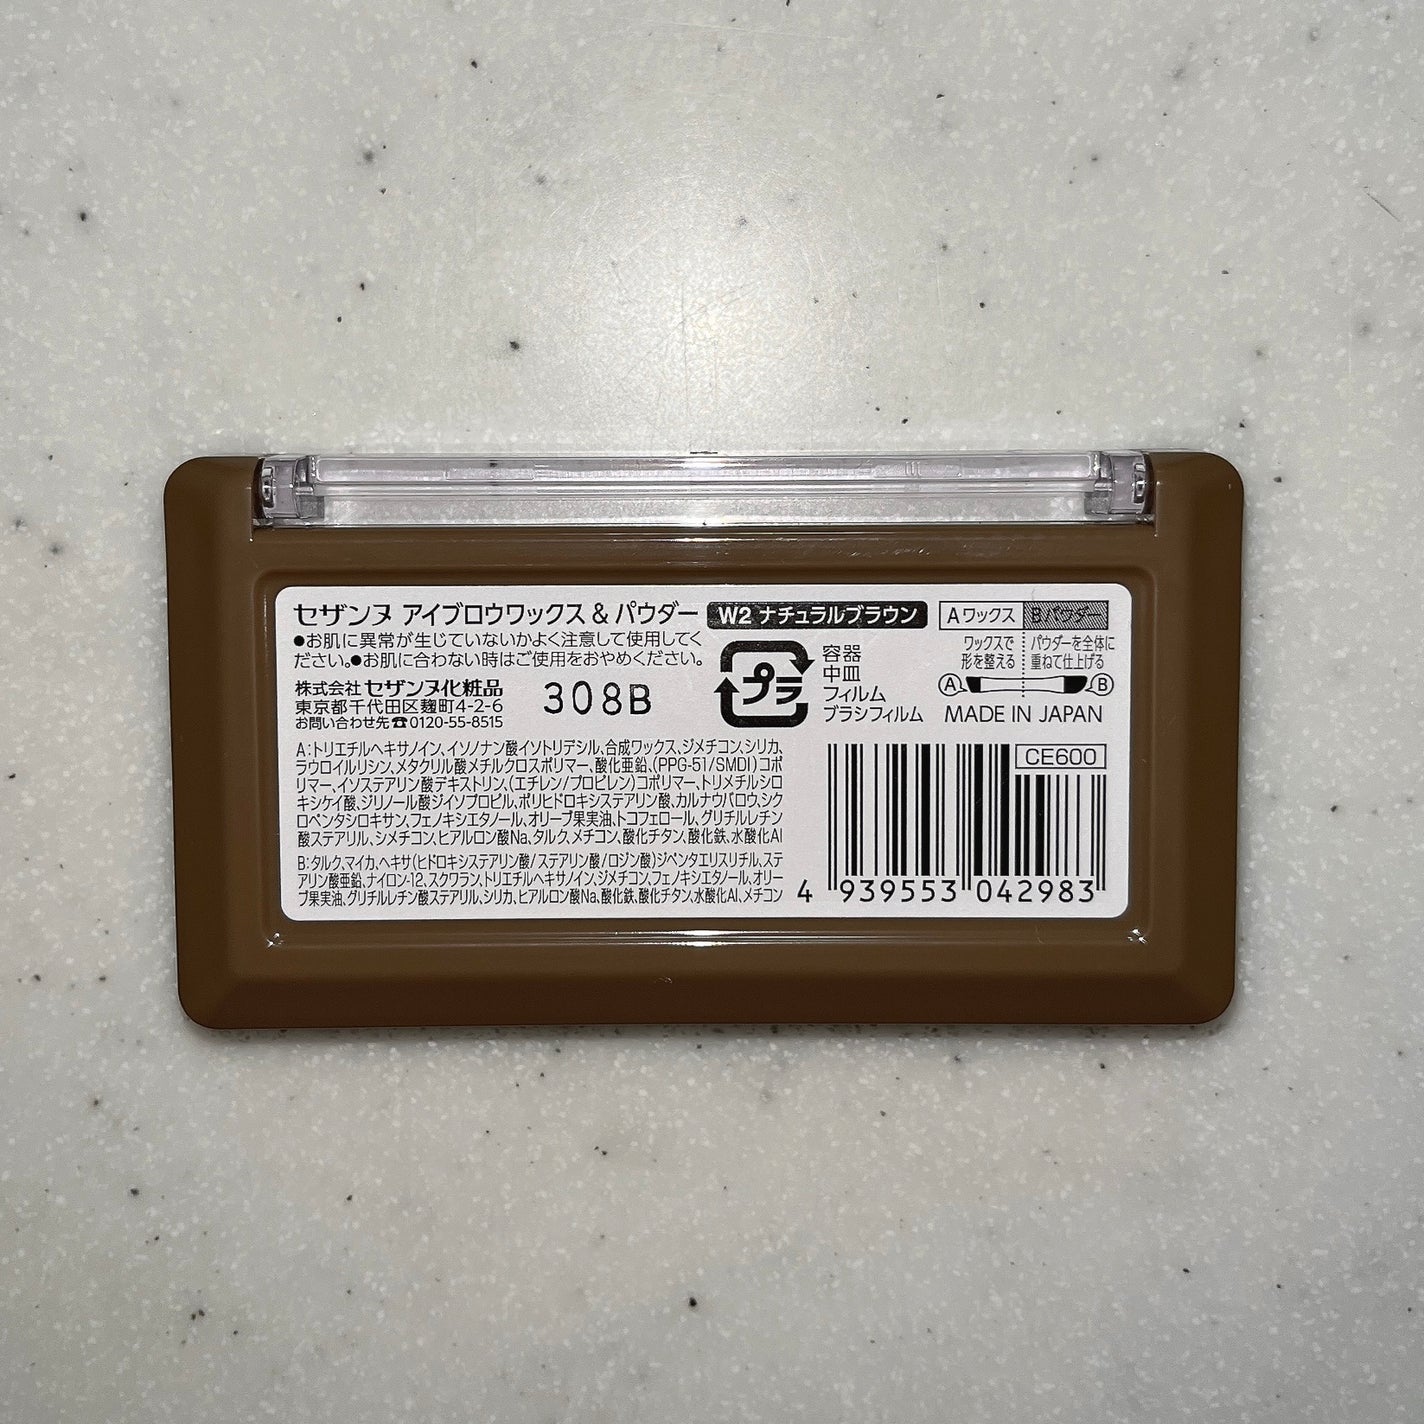 セザンヌ アイブロウワックス＆パウダー W2 ナチュラルブラウン
●お肌に異常が生じていないかよく注意して使用してく
ださい。●お肌に合わない時はご使用をおやめください。
株式会社 セザンヌ化粧品
東京都千代田区麹町4-2-6
お問い合わせ先☎0120-55-8515
308B
プラ
容器
中皿
フィルム
ブラシフィルム
Aワックス Bパウダー
ワックスで
形を整える
パウダーを全体に
重ねて仕上げる
A B
MADE IN JAPAN
A:トリエチルヘキサノイン、イソノナン酸イソトリデシル、合成ワックス、ジメチコン、シリカ、
ラウロイルリシン、メタクリル酸メチルクロスポリマー、酸化亜鉛、(PPG-51/SMDI)コポ
リマー、イソステアリン酸デキストリン、(エチレン/プロピレン)コポリマー、トリメチルシロ
キシケイ酸、ジリノール酸ジイソプロピル、ポリヒドロキシステアリン酸、カルナウバロウ、シク
ロペンタシロキサン、フェノキシエタノール、オリーブ果実油、トコフェロール、グリチルレチン
酸ステアリル、シメチコン、ヒアルロン酸Na、タルク、メチコン、酸化チタン、酸化鉄、水酸化Al
B:タルク、マイカ、ヘキサ(ヒドロキシステアリン酸/ステアリン酸/ロジン酸)ジペンタエリスリチル、ステ
アリン酸亜鉛、ナイロン-12、スクワラン、トリエチルヘキサノイン、ジメチコン、フェノキシエタノール、オリー
ブ果実油、グリチルレチン酸ステアリル、シリカ、ヒアルロン酸Na、酸化鉄、酸化チタン、水酸化Al、メチコン
CE600
4 939553 042983